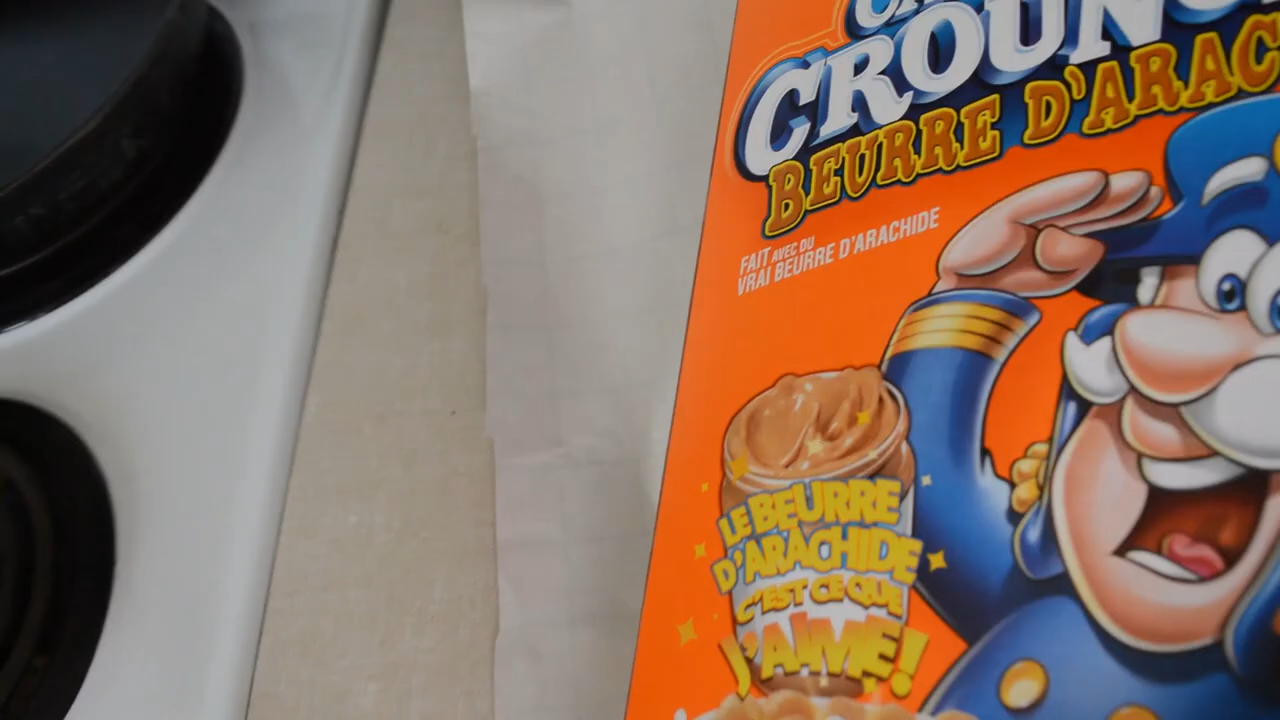 CROUN
BEURRE D'ARAC
FAIT AVEC DU
VRAI BEURRE D'ARACHIDE
LE BEURRE
D'ARACHIDE
C'EST CE QUE
J'AIME!